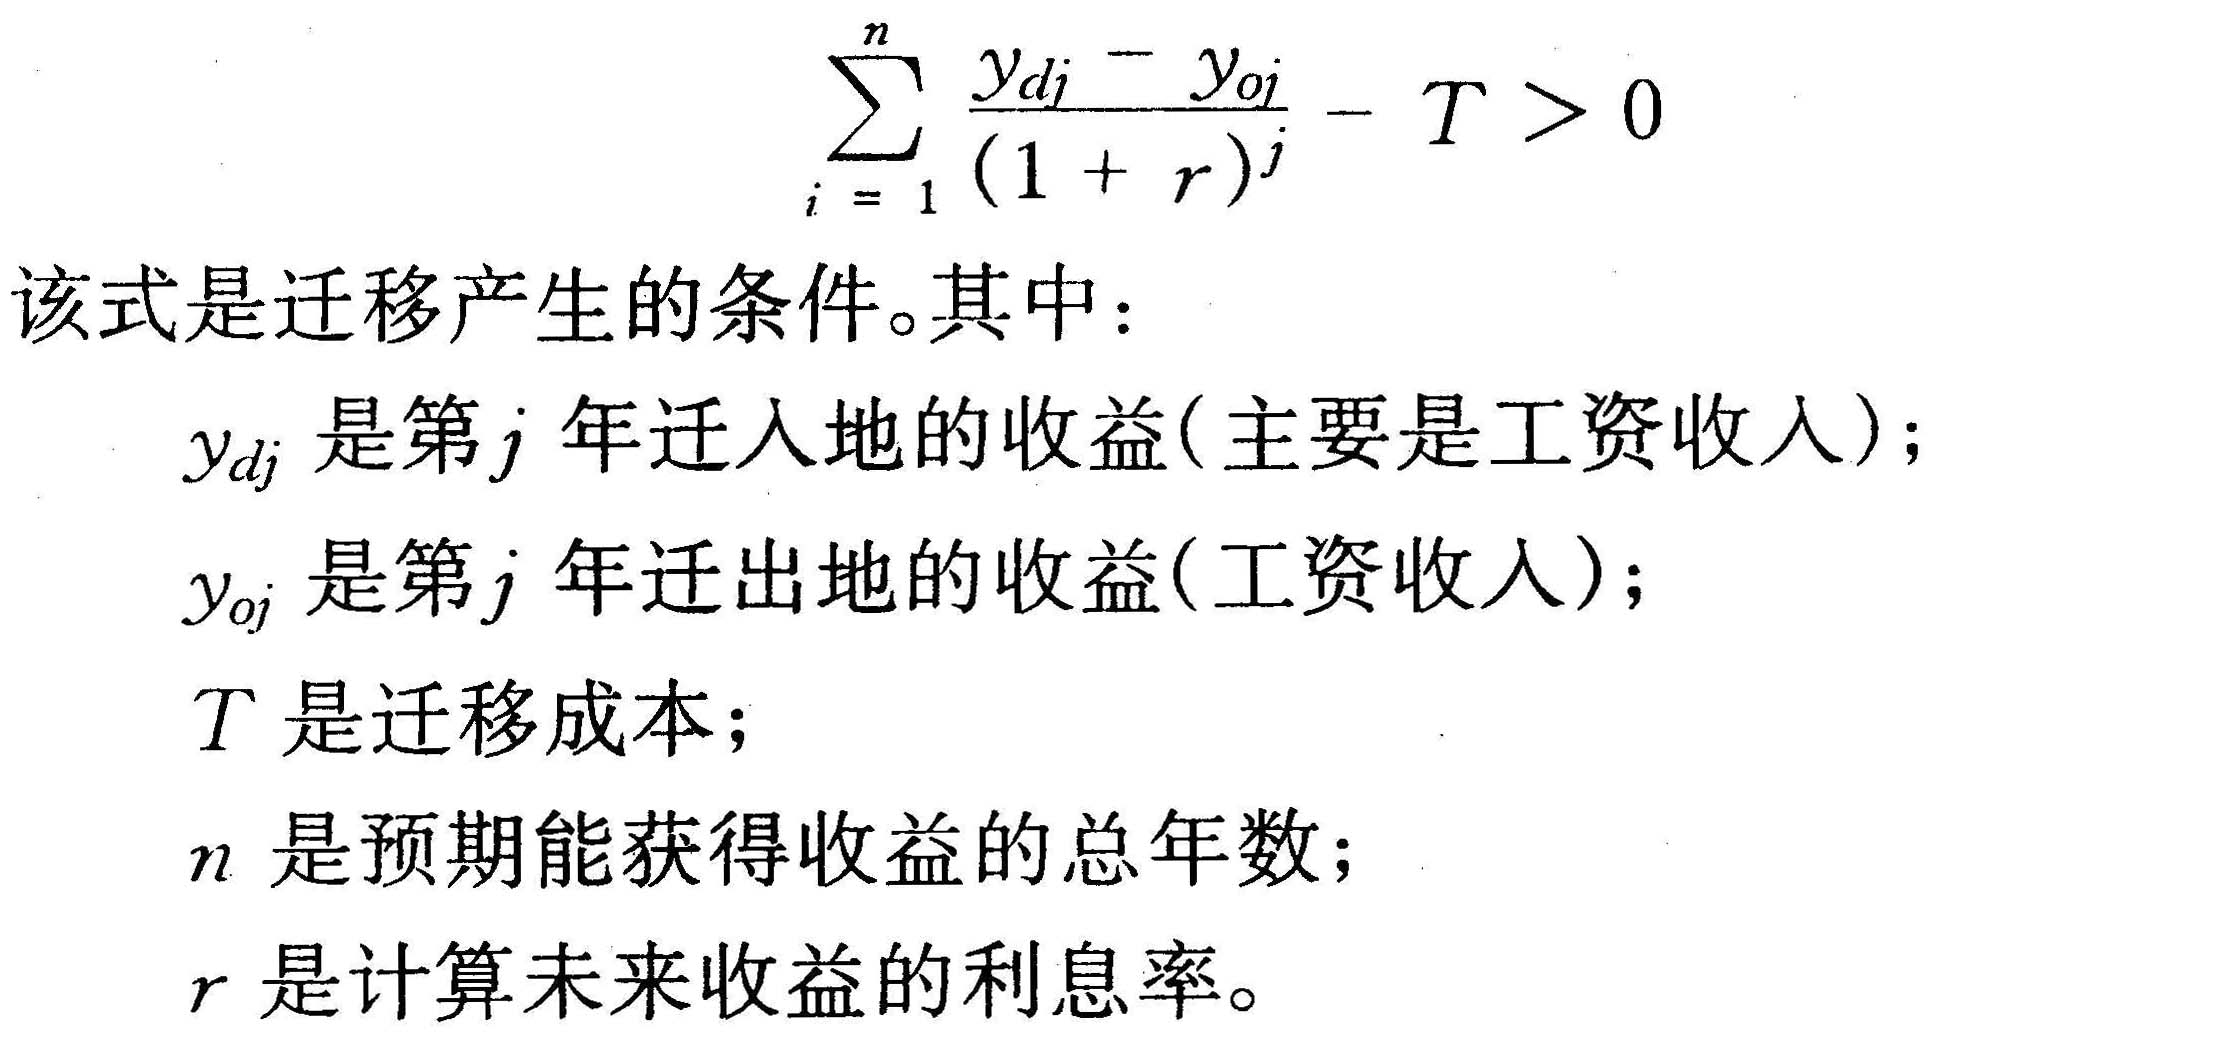 $$\sum_{i=1}^{n} \frac{y_{dj} - y_{oj}}{(1 + r)^j} - T > 0$$
该式是迁移产生的条件。其中：
$y_{dj}$ 是第 $j$ 年迁入地的收益(主要是工资收入)；
$y_{oj}$ 是第 $j$ 年迁出地的收益(工资收入)；
$T$ 是迁移成本；
$n$ 是预期能获得收益的总年数；
$r$ 是计算未来收益的利息率。